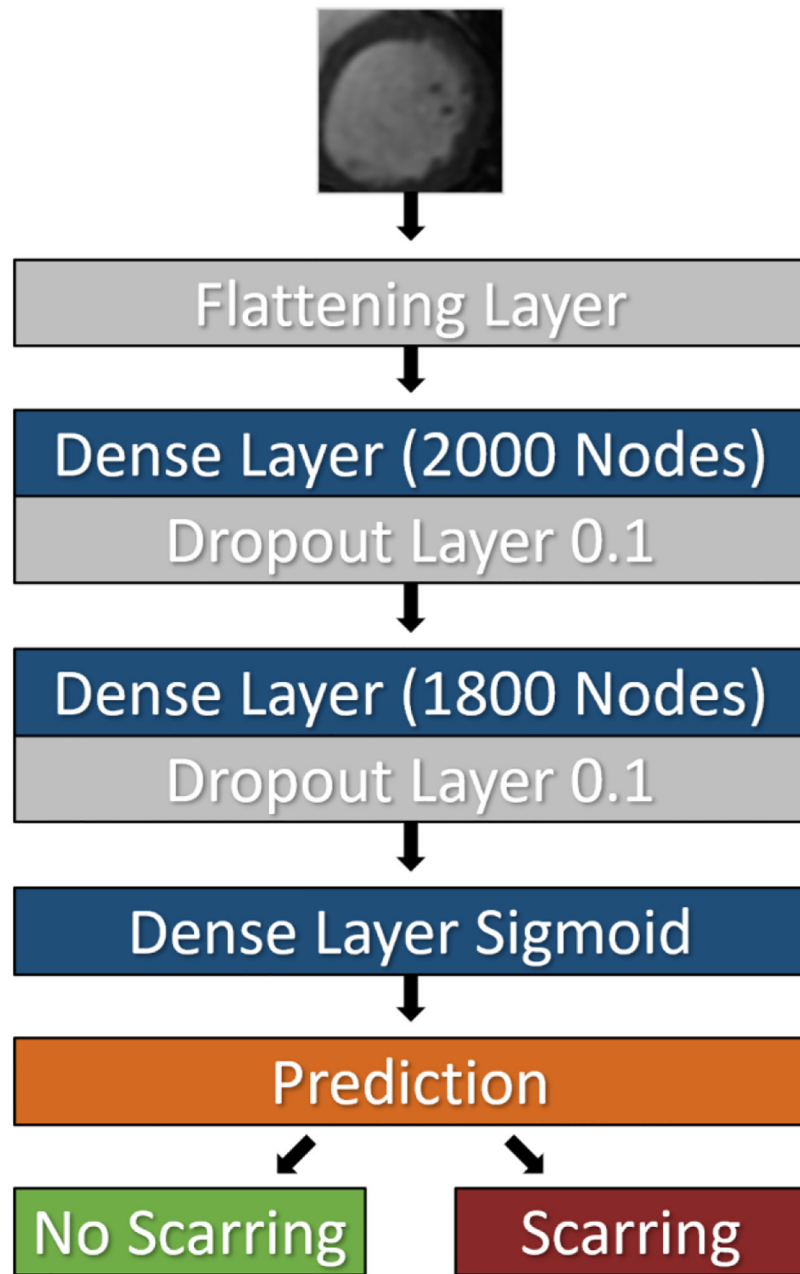 Flattening Layer
Dense Layer (2000 Nodes)
Dropout Layer 0.1
Dense Layer (1800 Nodes)
Dropout Layer 0.1
Dense Layer Sigmoid
Prediction
No Scarring
Scarring